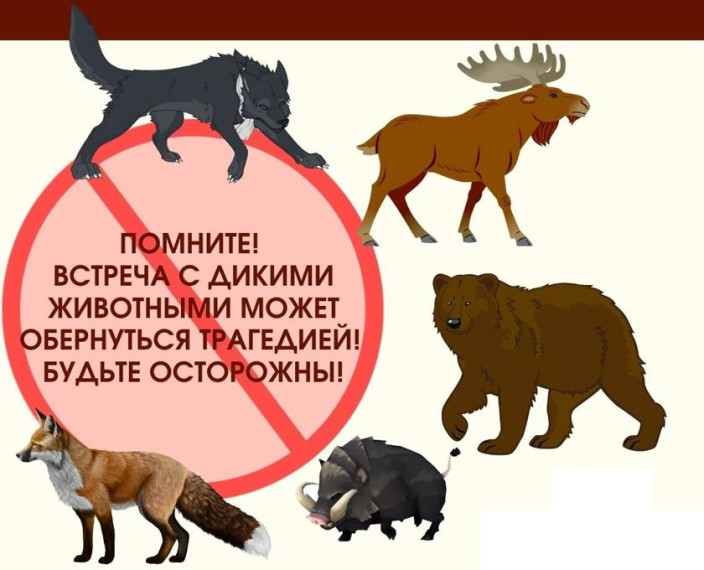 ПОМНИТЕ!
ВСТРЕЧА С ДИКИМИ
ЖИВОТНЫМИ МОЖЕТ
ОБЕРНУТЬСЯ ТРАГЕДИЕЙ!
БУДЬТЕ ОСТОРОЖНЫ!